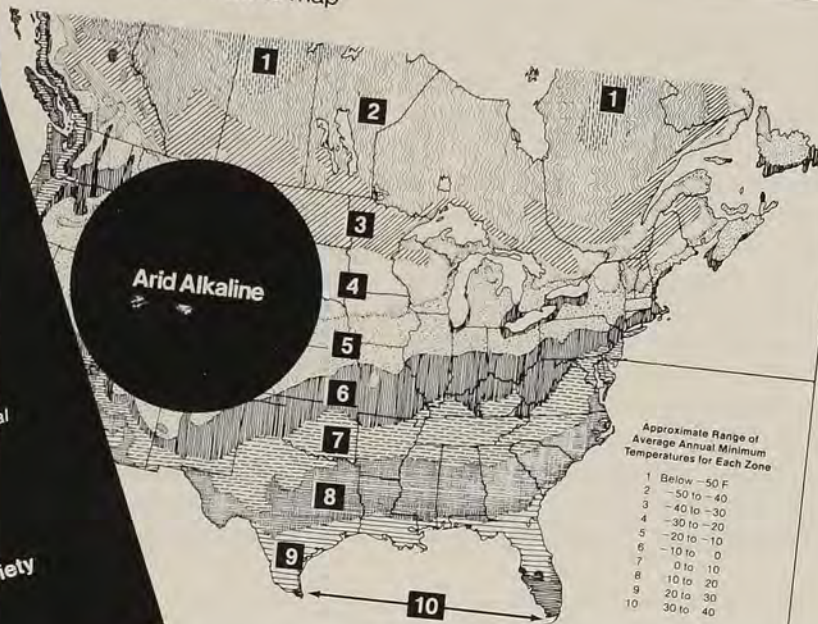 map
1
1
2
3
Arid Alkaline
4
5
6
7
8
9
10
Approximate Range of
Average Annual Minimum
Temperatures for Each Zone
1 Below -50 F
2 -50 to -40
3 -40 to -30
4 -30 to -20
5 -20 to -10
6 -10 to 0
7 0 to 10
8 10 to 20
9 20 to 30
10 30 to 40